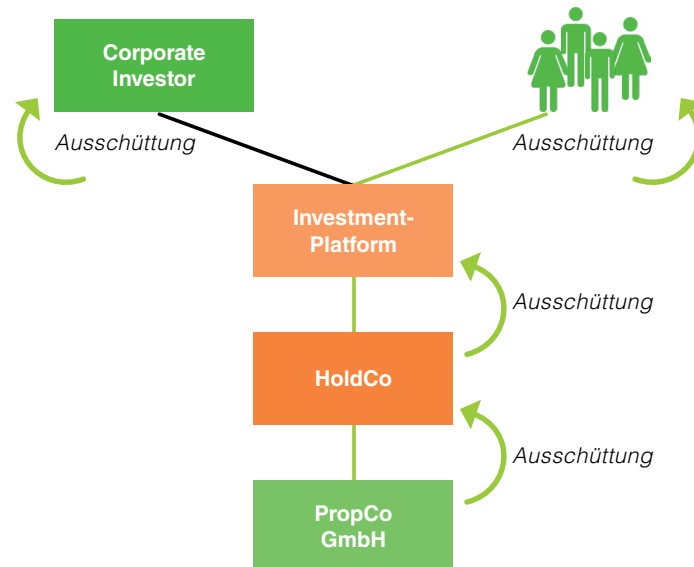 Corporate
Investor
Ausschüttung
Ausschüttung
Investment-
Platform
Ausschüttung
HoldCo
Ausschüttung
PropCo
GmbH